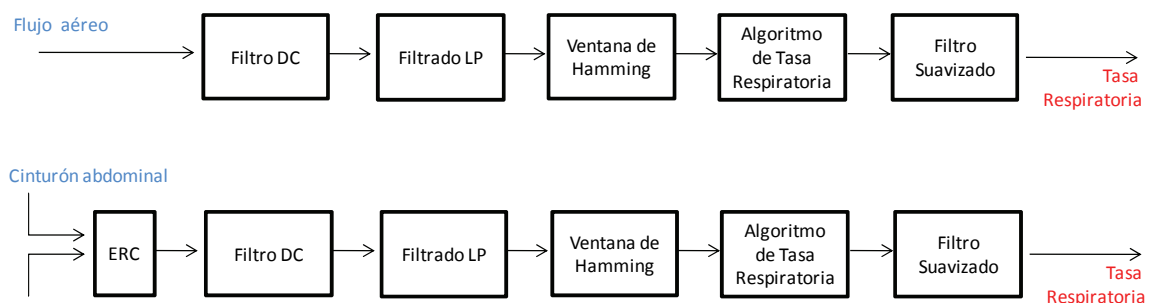 Flujo aéreo
Filtro DC
Filtrado LP
Ventana de
Hamming
Algoritmo
de Tasa
Respiratoria
Filtro
Suavizado
Tasa
Respiratoria
Cinturón abdominal
ERC
Filtro DC
Filtrado LP
Ventana de
Hamming
Algoritmo
de Tasa
Respiratoria
Filtro
Suavizado
Tasa
Respiratoria